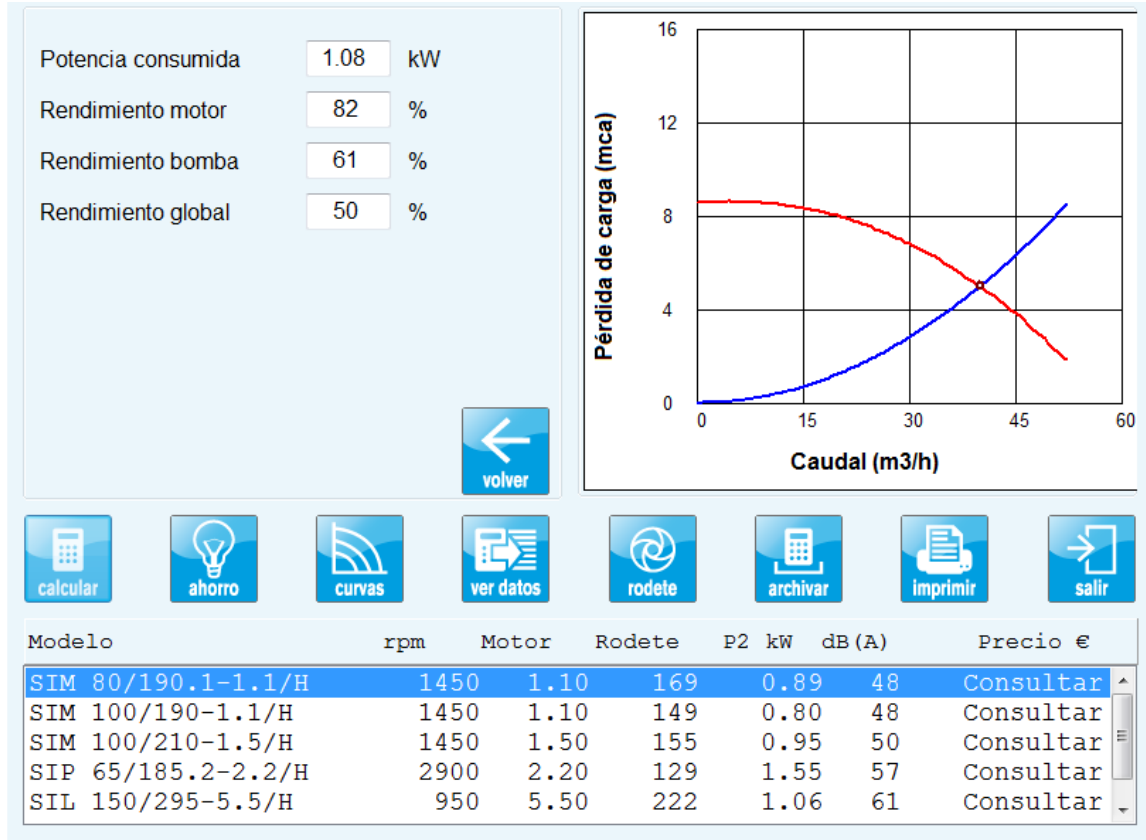 Potencia consumida 1.08 kW
Rendimiento motor 82 %
Rendimiento bomba 61 %
Rendimiento global 50 %
volver
16
12
8
4
0
Pérdida de carga (mca)
0 15 30 45 60
Caudal (m3/h)
calcular ahorro curvas ver datos rodete archivar imprimir salir
Modelo rpm Motor Rodete P2 kW dB(A) Precio €
SIM 80/190.1-1.1/H 1450 1.10 169 0.89 48 Consultar
SIM 100/190-1.1/H 1450 1.10 149 0.80 48 Consultar
SIM 100/210-1.5/H 1450 1.50 155 0.95 50 Consultar
SIP 65/185.2-2.2/H 2900 2.20 129 1.55 57 Consultar
SIL 150/295-5.5/H 950 5.50 222 1.06 61 Consultar